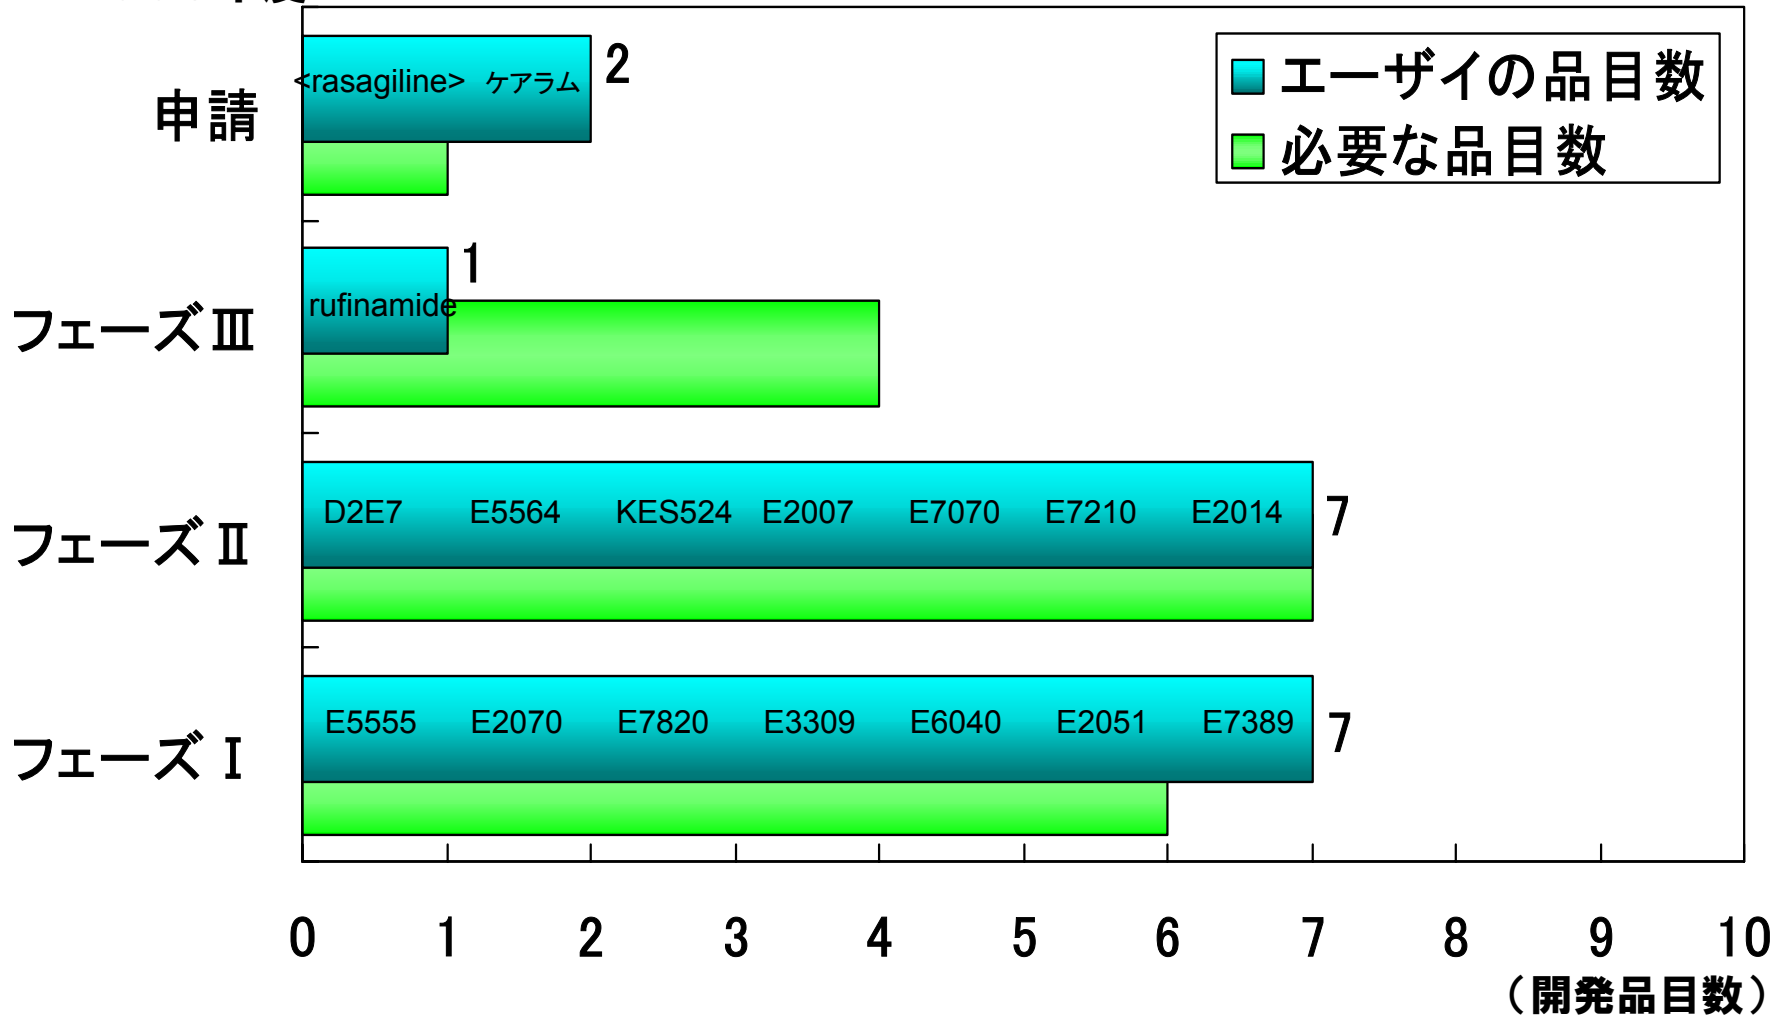 エーザイの品目数
必要な品目数
申請
<rasagiline> ケアラム
2
フェーズⅢ
rufinamide
1
フェーズⅡ
D2E7 E5564 KES524 E2007 E7070 E7210 E2014
7
フェーズⅠ
E5555 E2070 E7820 E3309 E6040 E2051 E7389
7
0 1 2 3 4 5 6 7 8 9 10
（開発品目数）